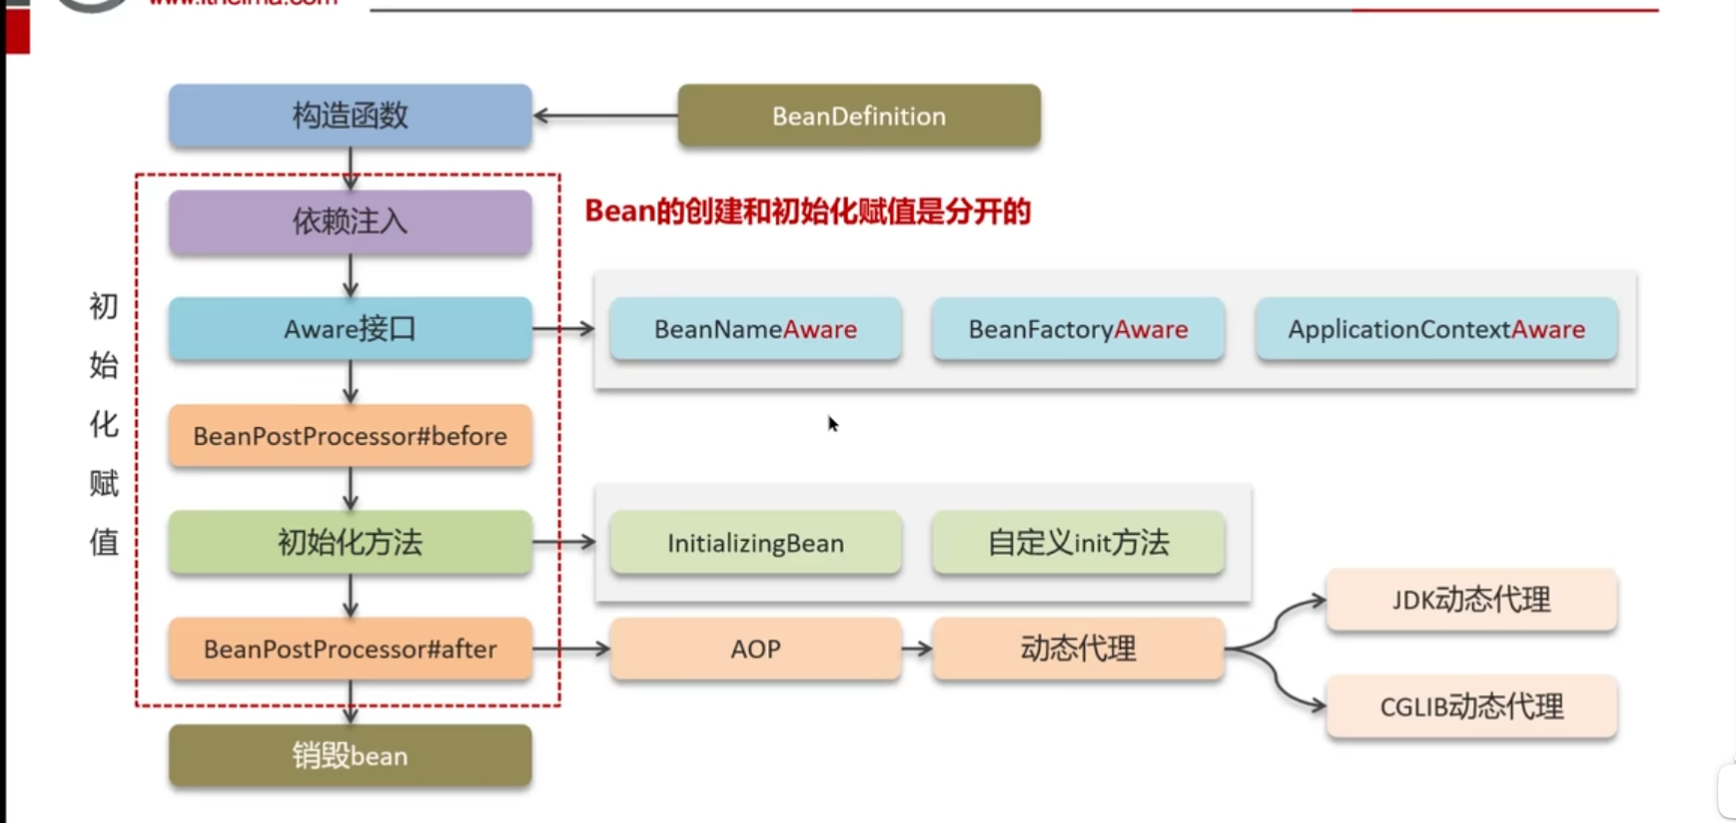 www.itheima.com
构造函数
BeanDefinition
依赖注入
Bean的创建和初始化赋值是分开的
初始化赋值
Aware接口
BeanNameAware
BeanFactoryAware
ApplicationContextAware
BeanPostProcessor#before
初始化方法
InitializingBean
自定义init方法
BeanPostProcessor#after
AOP
动态代理
JDK动态代理
CGLIB动态代理
销毁bean